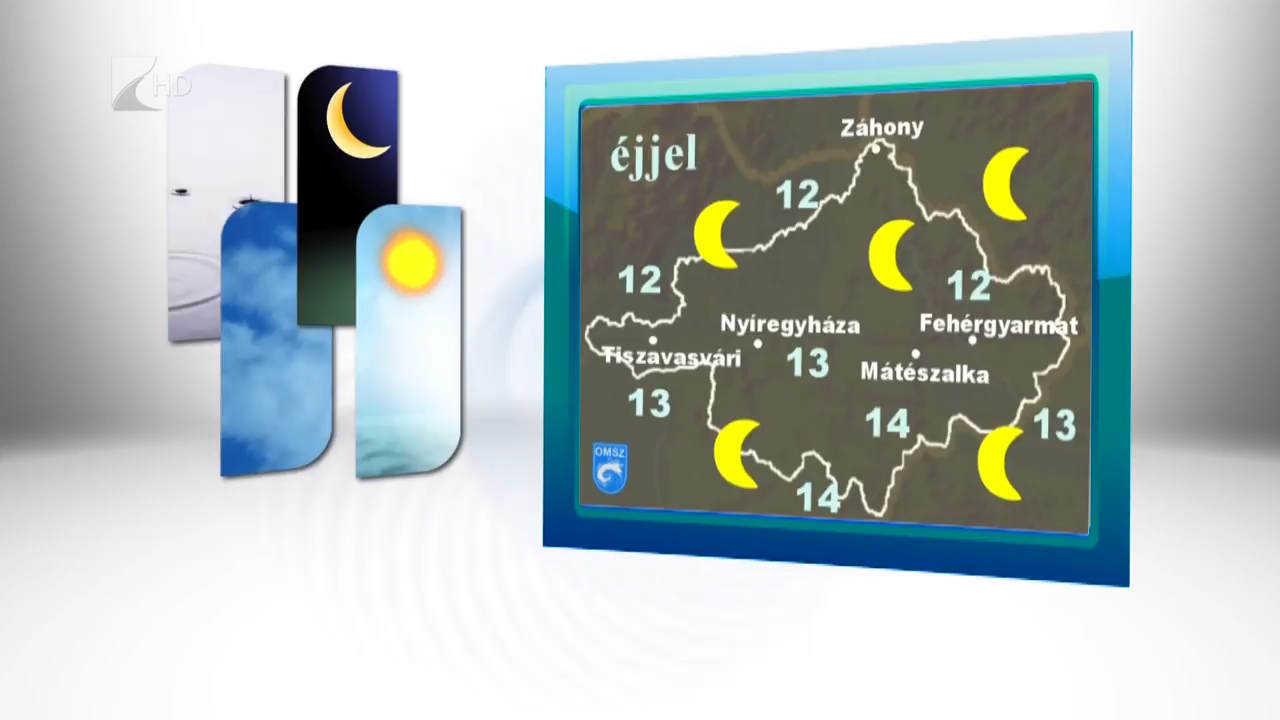 HD
éjjel
Záhony
12
12
12
Nyíregyháza
Fehérgyarmat
Tiszavasvári
13
Mátészalka
13
14
13
OMSZ
14